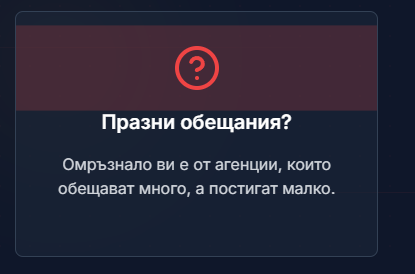 Празни обещания?
Омръзнало ви е от агенции, които
обещават много, а постигат малко.